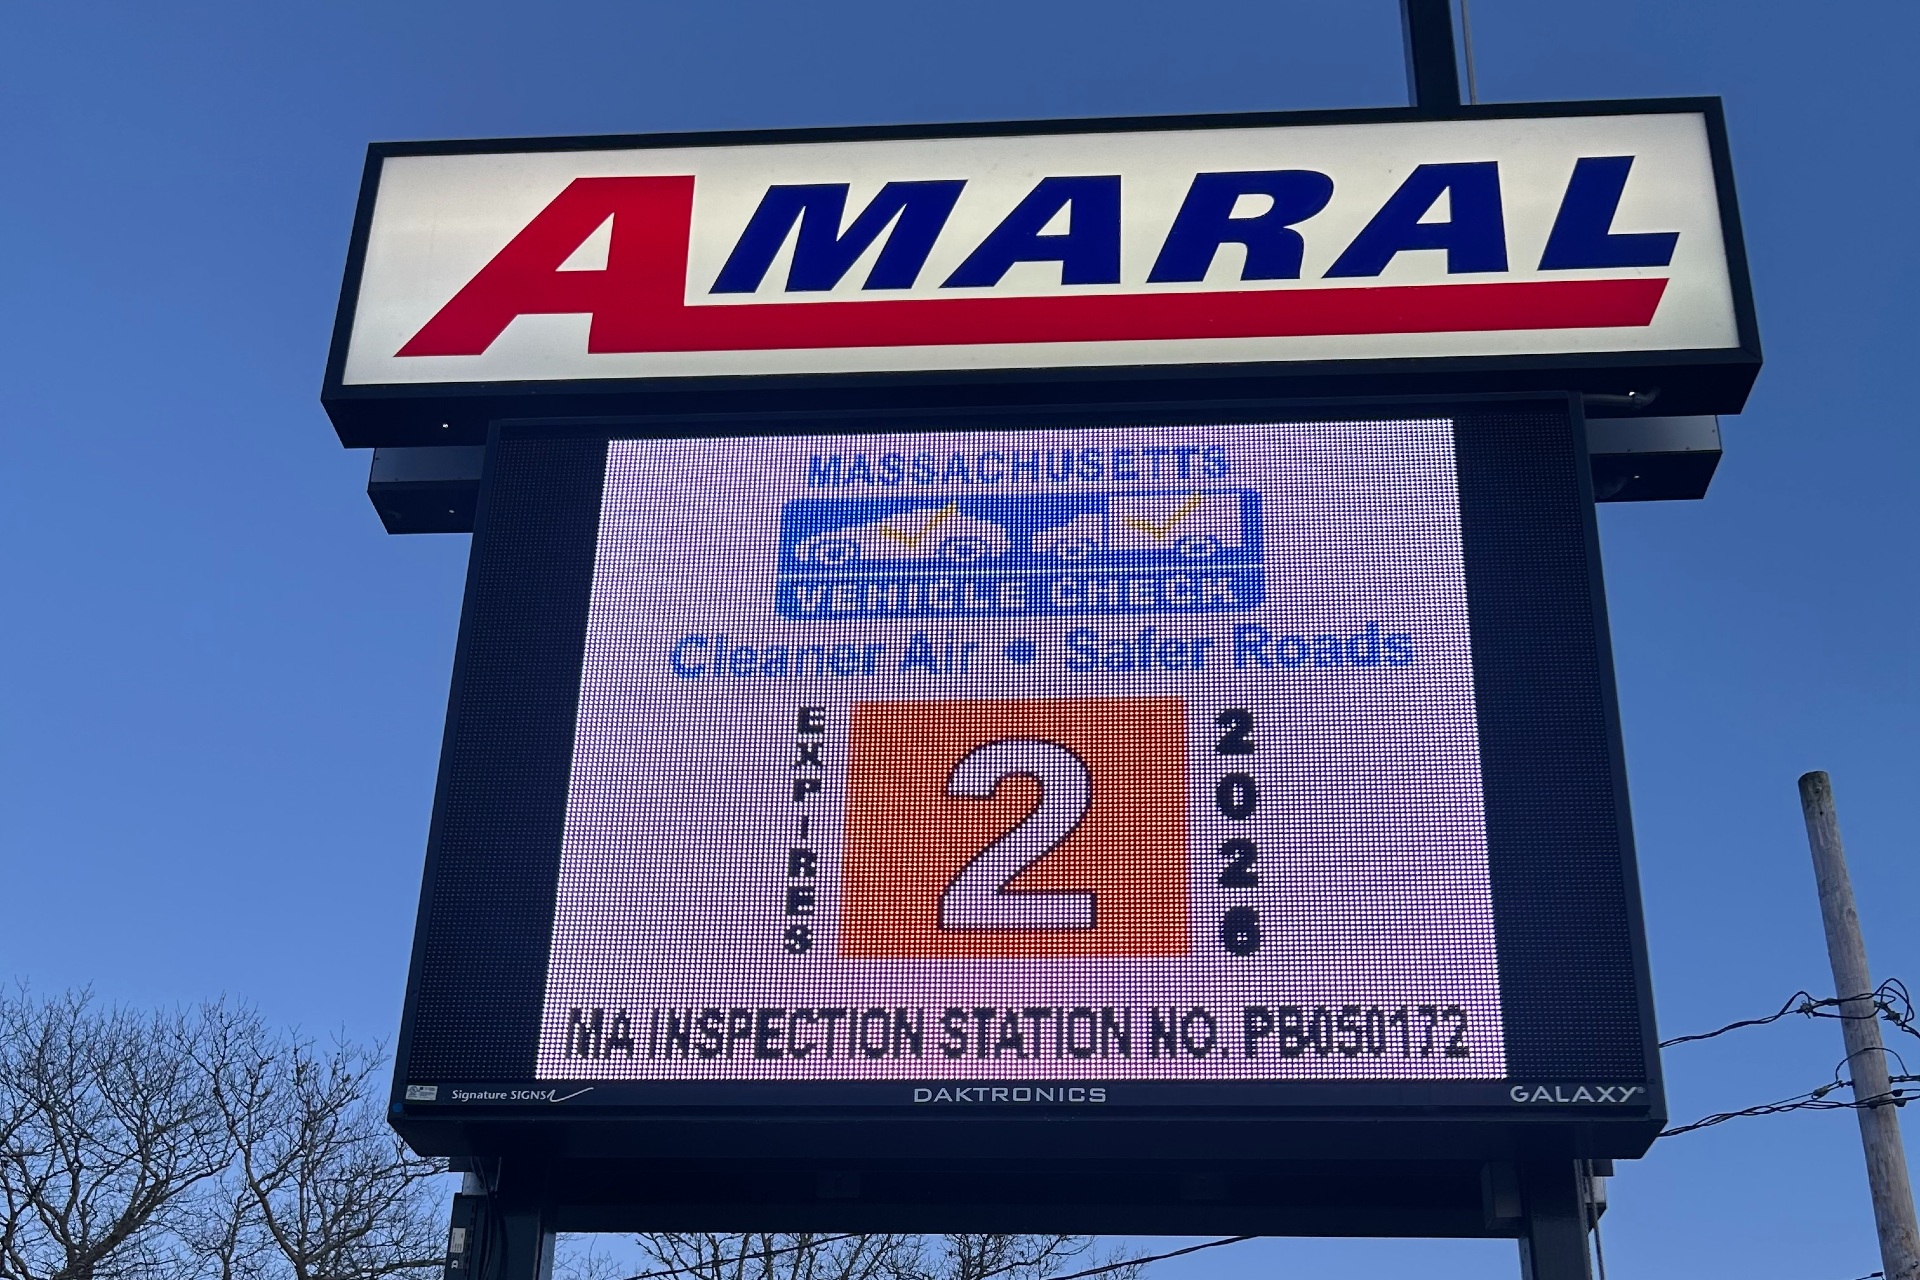 AMARAL
MASSACHUSETTS
VEHICLE CHECK
Cleaner Air • Safer Roads
EXPIRES
2
2026
MA INSPECTION STATION NO. PB050172
Signature SIGNS
DAKTRONICS
GALAXY®